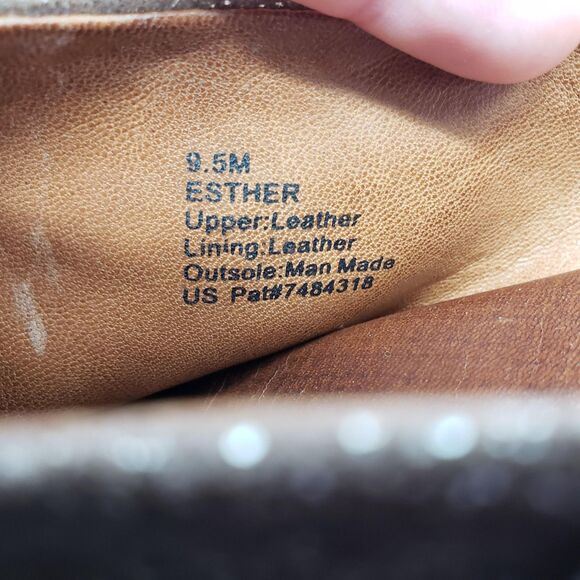 9.5M
ESTHER
Upper:Leather
Lining:Leather
Outsole:Man Made
US Pat#7484318